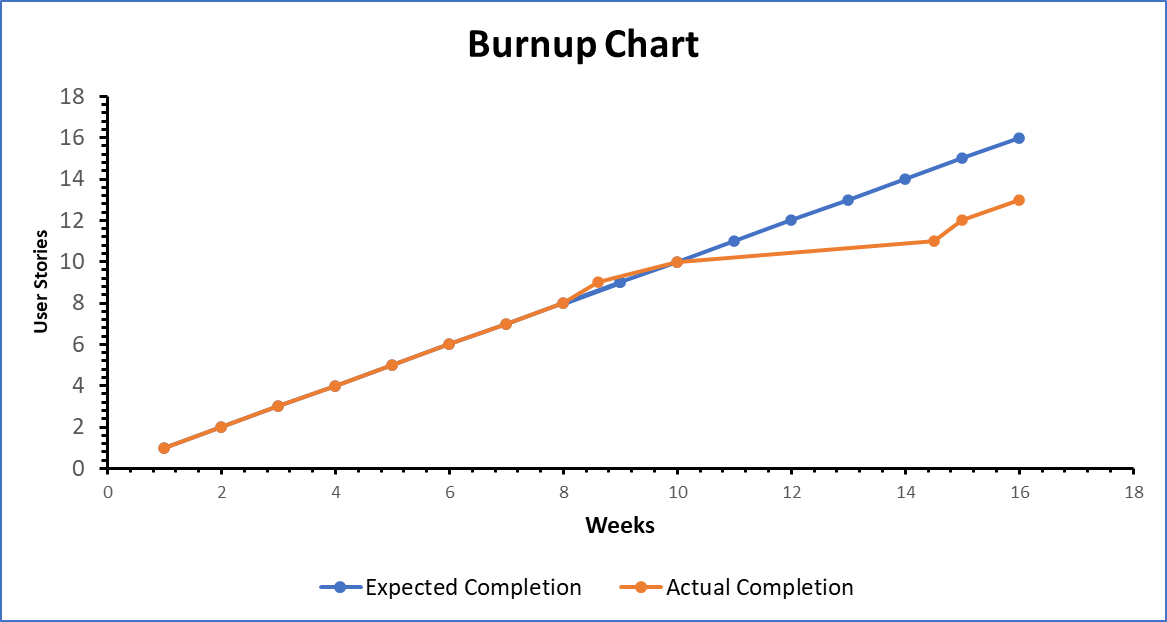 Burnup Chart
18
16
14
12
10
8
6
4
2
0
User Stories
0 2 4 6 8 10 12 14 16 18
Weeks
Expected Completion Actual Completion